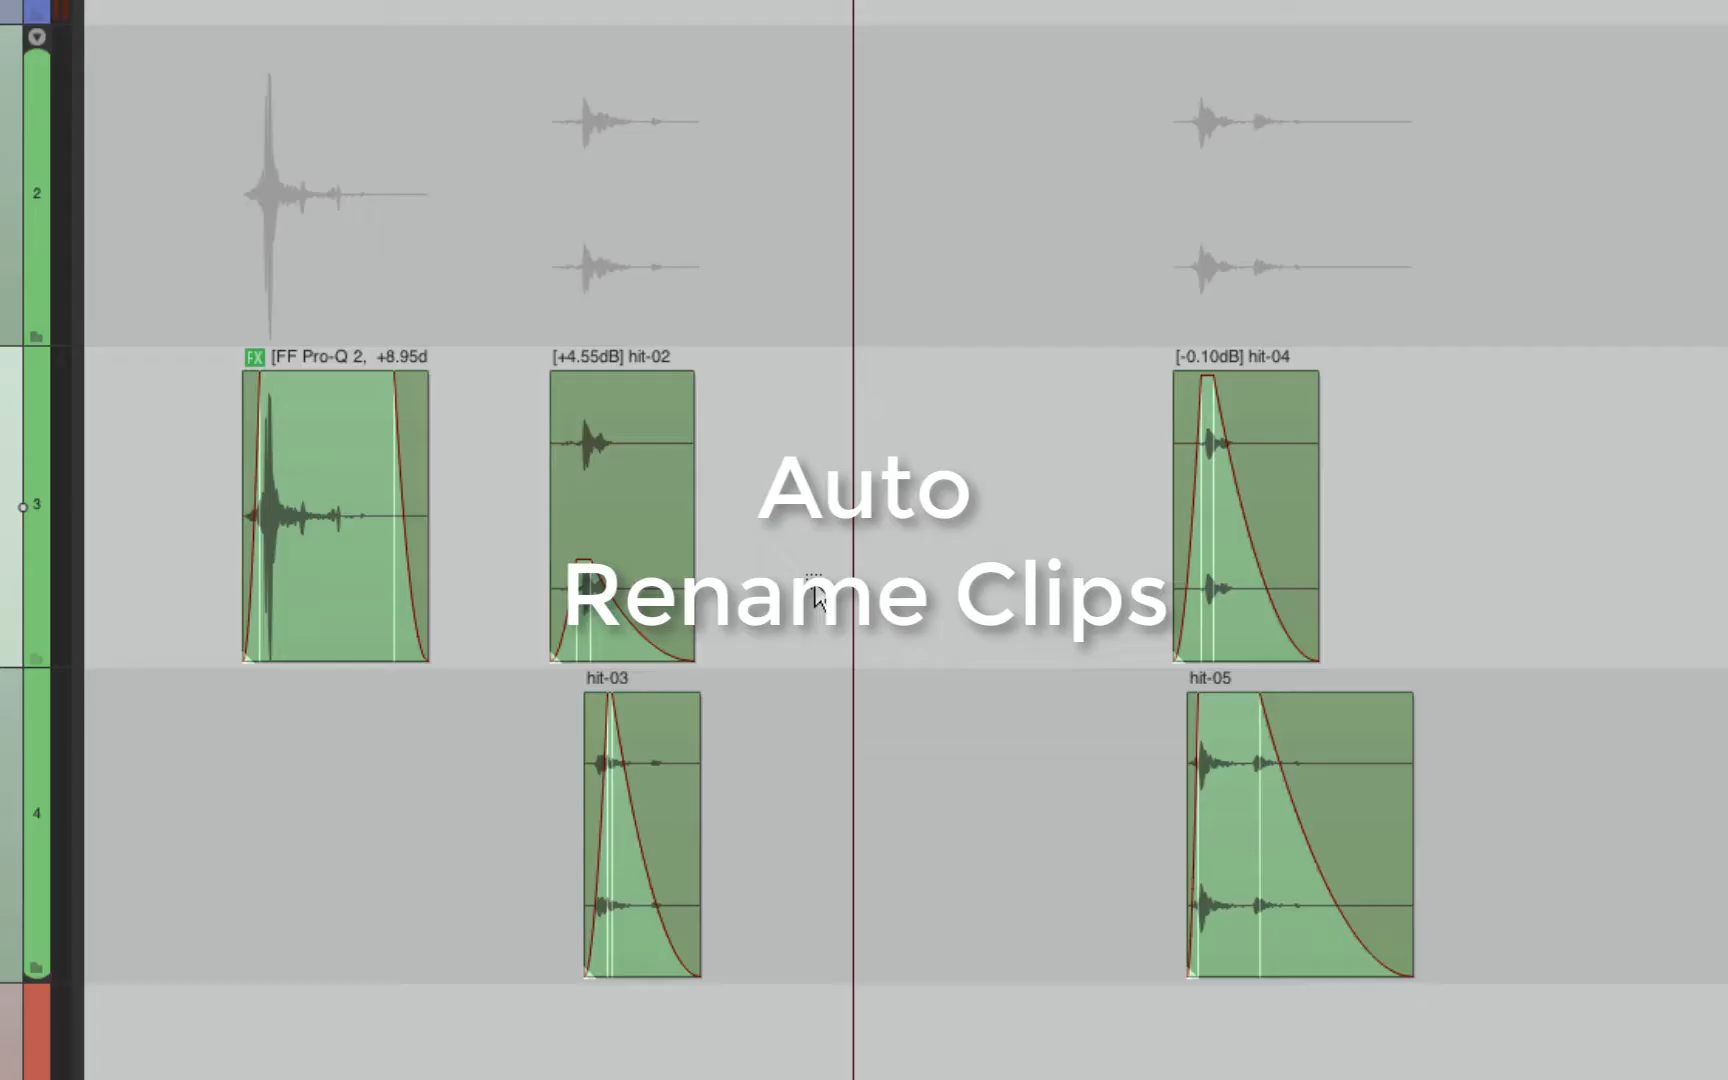 2
FX [FF Pro-Q 2, +8.95d
[+4.55dB] hit-02
[-0.10dB] hit-04
3
Auto
Rename Clips
hit-03
hit-05
4